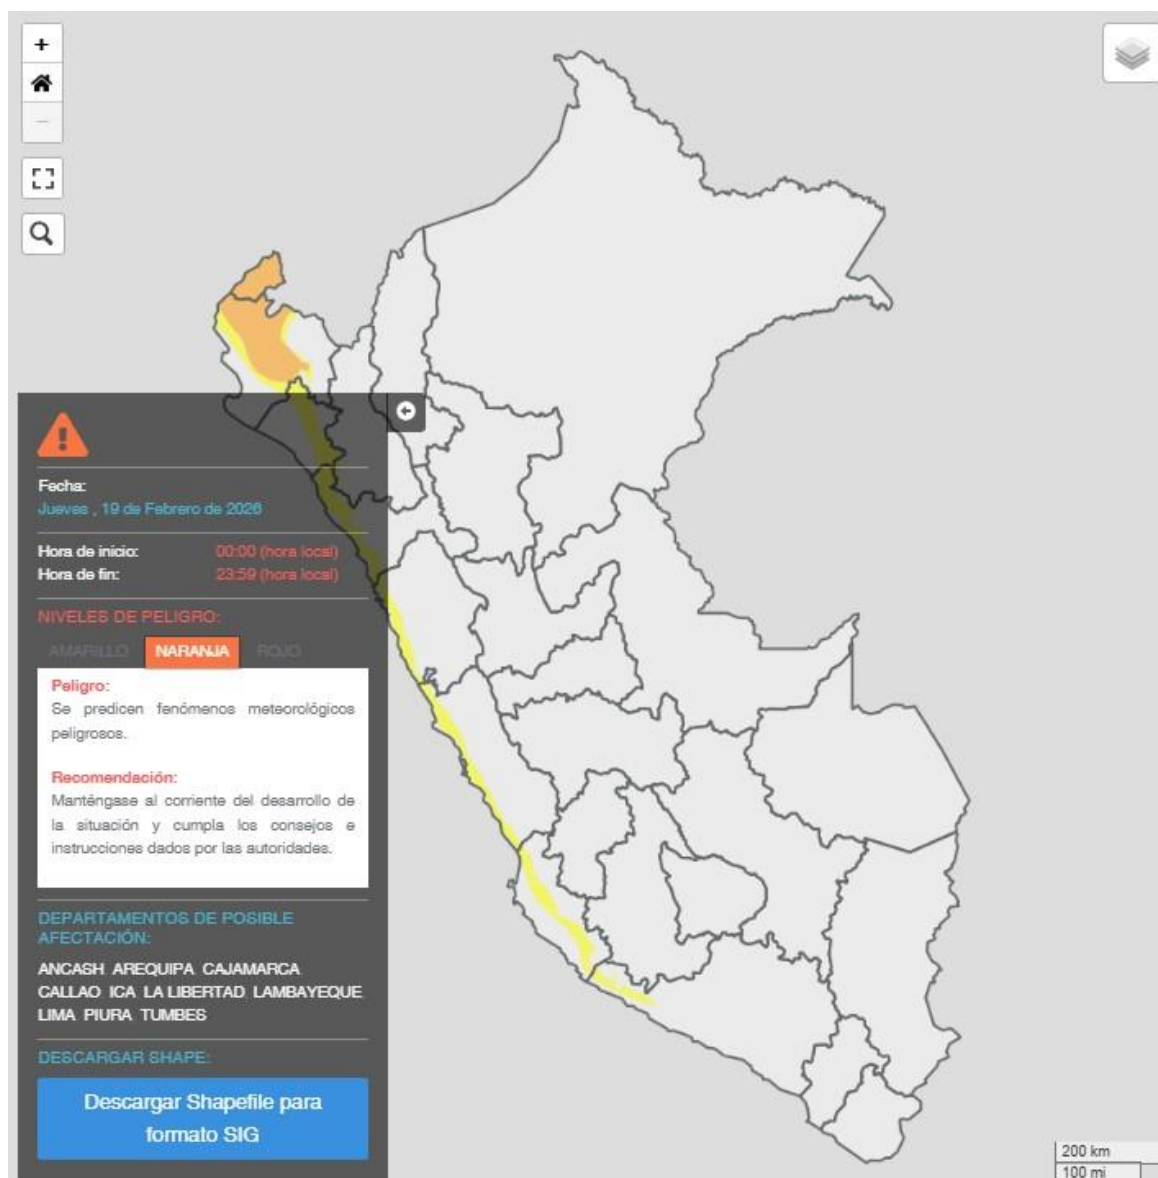 +
−
Fecha:
Jueves , 19 de Febrero de 2026
Hora de inicio: 00:00 (hora local)
Hora de fin: 23:59 (hora local)
NIVELES DE PELIGRO:
AMARILLO NARANJA ROJO
Peligro:
Se predicen fenómenos meteorológicos
peligrosos.
Recomendación:
Manténgase al corriente del desarrollo de
la situación y cumpla los consejos e
instrucciones dados por las autoridades.
DEPARTAMENTOS DE POSIBLE
AFECTACIÓN:
ANCASH AREQUIPA CAJAMARCA
CALLAO ICA LA LIBERTAD LAMBAYEQUE
LIMA PIURA TUMBES
DESCARGAR SHAPE:
Descargar Shapefile para
formato SIG
200 km
100 mi